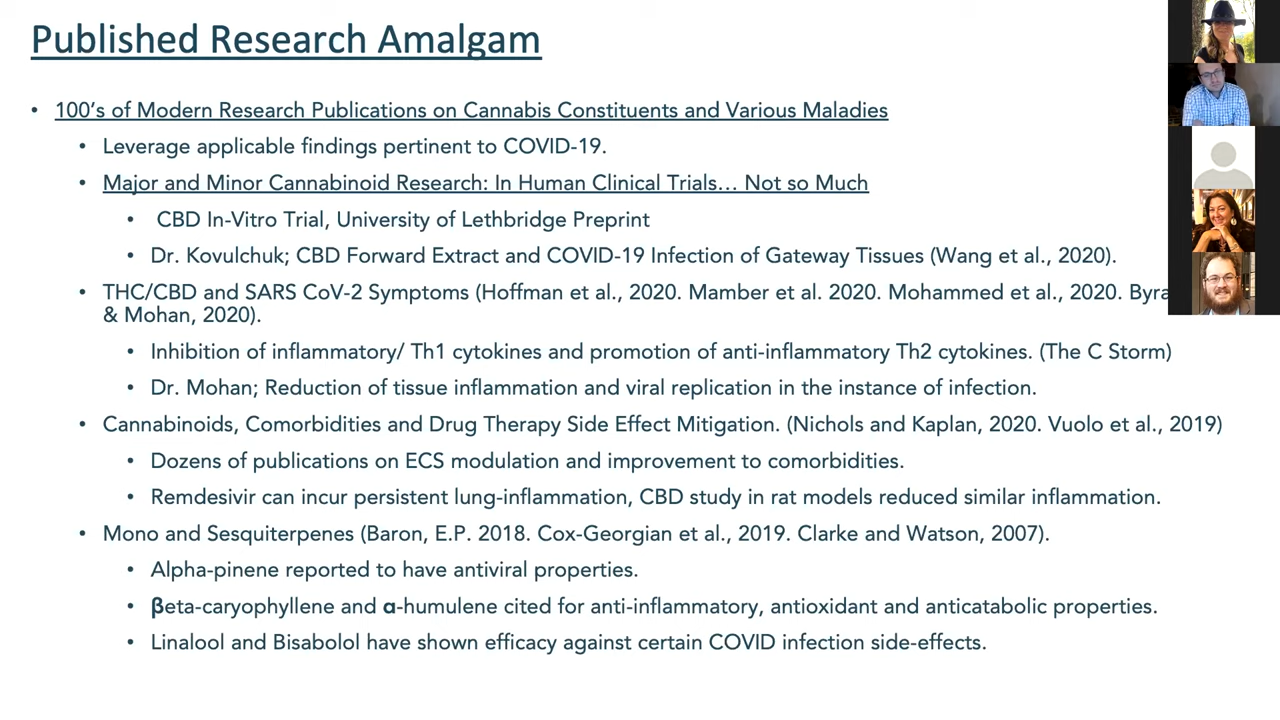 Published Research Amalgam
• 100’s of Modern Research Publications on Cannabis Constituents and Various Maladies
• Leverage applicable findings pertinent to COVID-19.
• Major and Minor Cannabinoid Research: In Human Clinical Trials… Not so Much
• CBD In-Vitro Trial, University of Lethbridge Preprint
• Dr. Kovulchuk; CBD Forward Extract and COVID-19 Infection of Gateway Tissues (Wang et al., 2020).
• THC/CBD and SARS CoV-2 Symptoms (Hoffman et al., 2020. Mamber et al. 2020. Mohammed et al., 2020. Byra
& Mohan, 2020).
• Inhibition of inflammatory/ Th1 cytokines and promotion of anti-inflammatory Th2 cytokines. (The C Storm)
• Dr. Mohan; Reduction of tissue inflammation and viral replication in the instance of infection.
• Cannabinoids, Comorbidities and Drug Therapy Side Effect Mitigation. (Nichols and Kaplan, 2020. Vuolo et al., 2019)
• Dozens of publications on ECS modulation and improvement to comorbidities.
• Remdesivir can incur persistent lung-inflammation, CBD study in rat models reduced similar inflammation.
• Mono and Sesquiterpenes (Baron, E.P. 2018. Cox-Georgian et al., 2019. Clarke and Watson, 2007).
• Alpha-pinene reported to have antiviral properties.
• βeta-caryophyllene and α-humulene cited for anti-inflammatory, antioxidant and anticatabolic properties.
• Linalool and Bisabolol have shown efficacy against certain COVID infection side-effects.